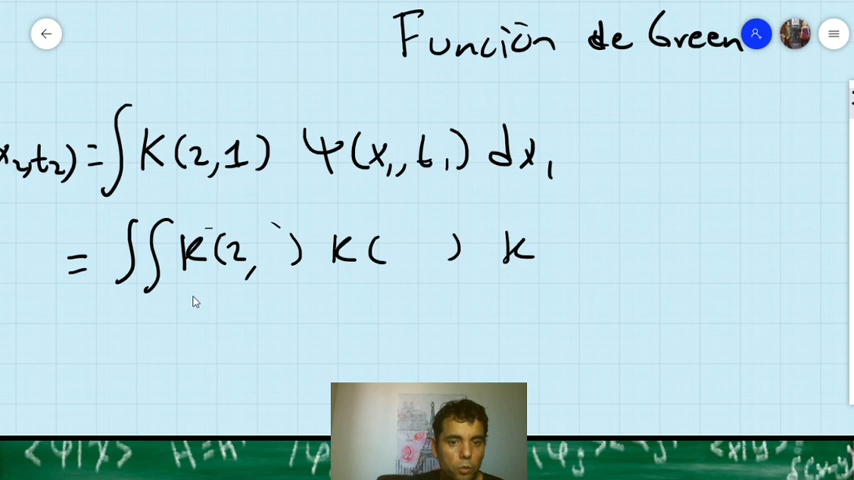 Función de Green
x₂,t₂) = ∫ K(2,1) Ψ(x₁,t₁) dx₁
= ∫∫ K(2, ) K( ) K
⟨φ|x⟩ H=ħ